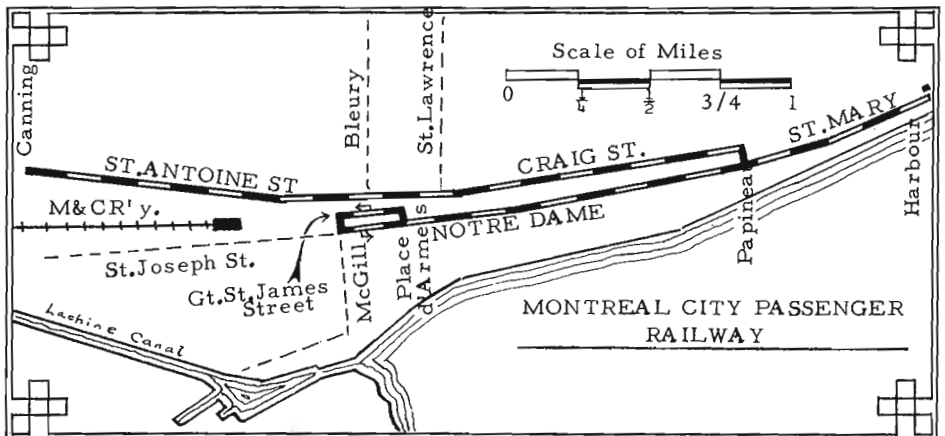 Canning
Bleury
St. Lawrence
Scale of Miles
0 1/4 1/2 3/4 1
ST. ANTOINE ST
CRAIG ST.
ST. MARY
Harbour
M&CR'y.
NOTRE DAME
Papineau
St. Joseph St.
Gt. St. James
Street
McGill
Place
d'Armes
Lachine Canal
MONTREAL CITY PASSENGER
RAILWAY